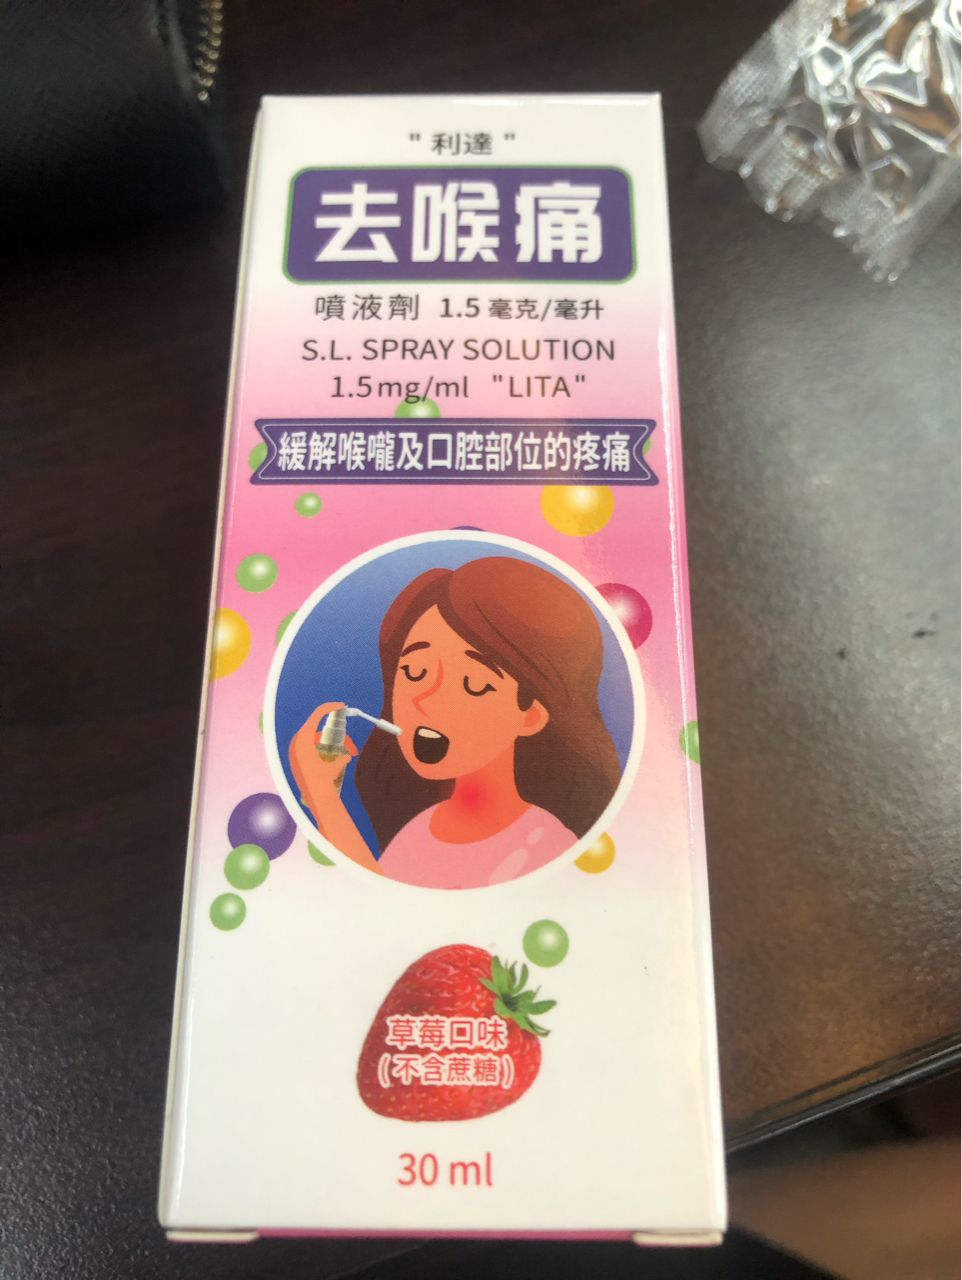 "利達"
去喉痛
噴液劑 1.5 毫克/毫升
S.L. SPRAY SOLUTION
1.5mg/ml "LITA"
緩解喉嚨及口腔部位的疼痛
草莓口味
(不含蔗糖)
30 ml